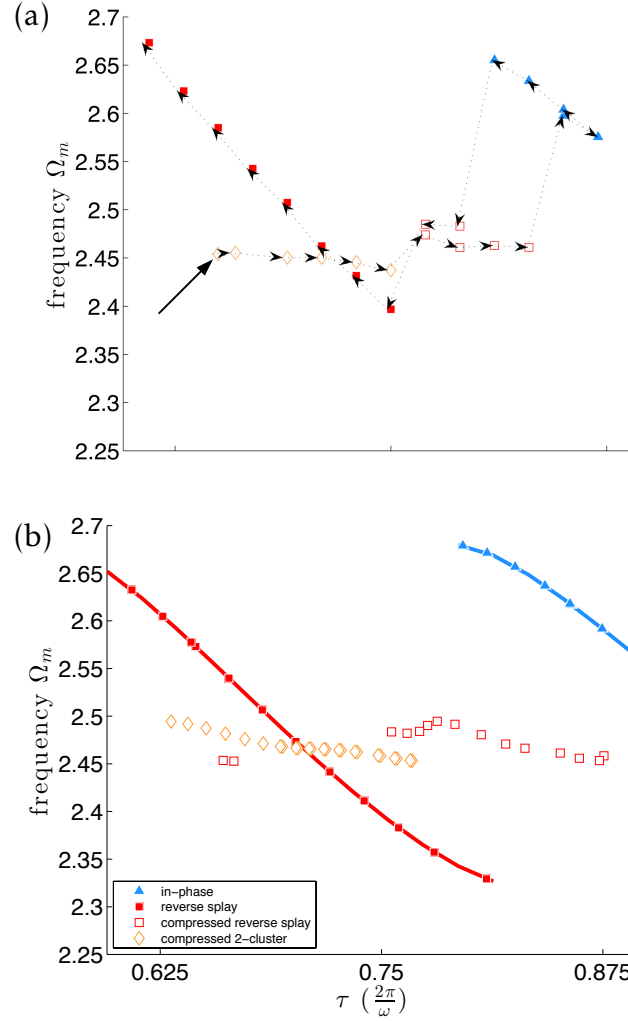 (a)
2.7
2.65
2.6
2.55
2.5
2.45
2.4
2.35
2.3
2.25
frequency Ωₘ
(b)
2.7
2.65
2.6
2.55
2.5
2.45
2.4
2.35
2.3
2.25
frequency Ωₘ
in−phase
reverse splay
compressed reverse splay
compressed 2−cluster
0.625 0.75 0.875
τ (2π/ω)